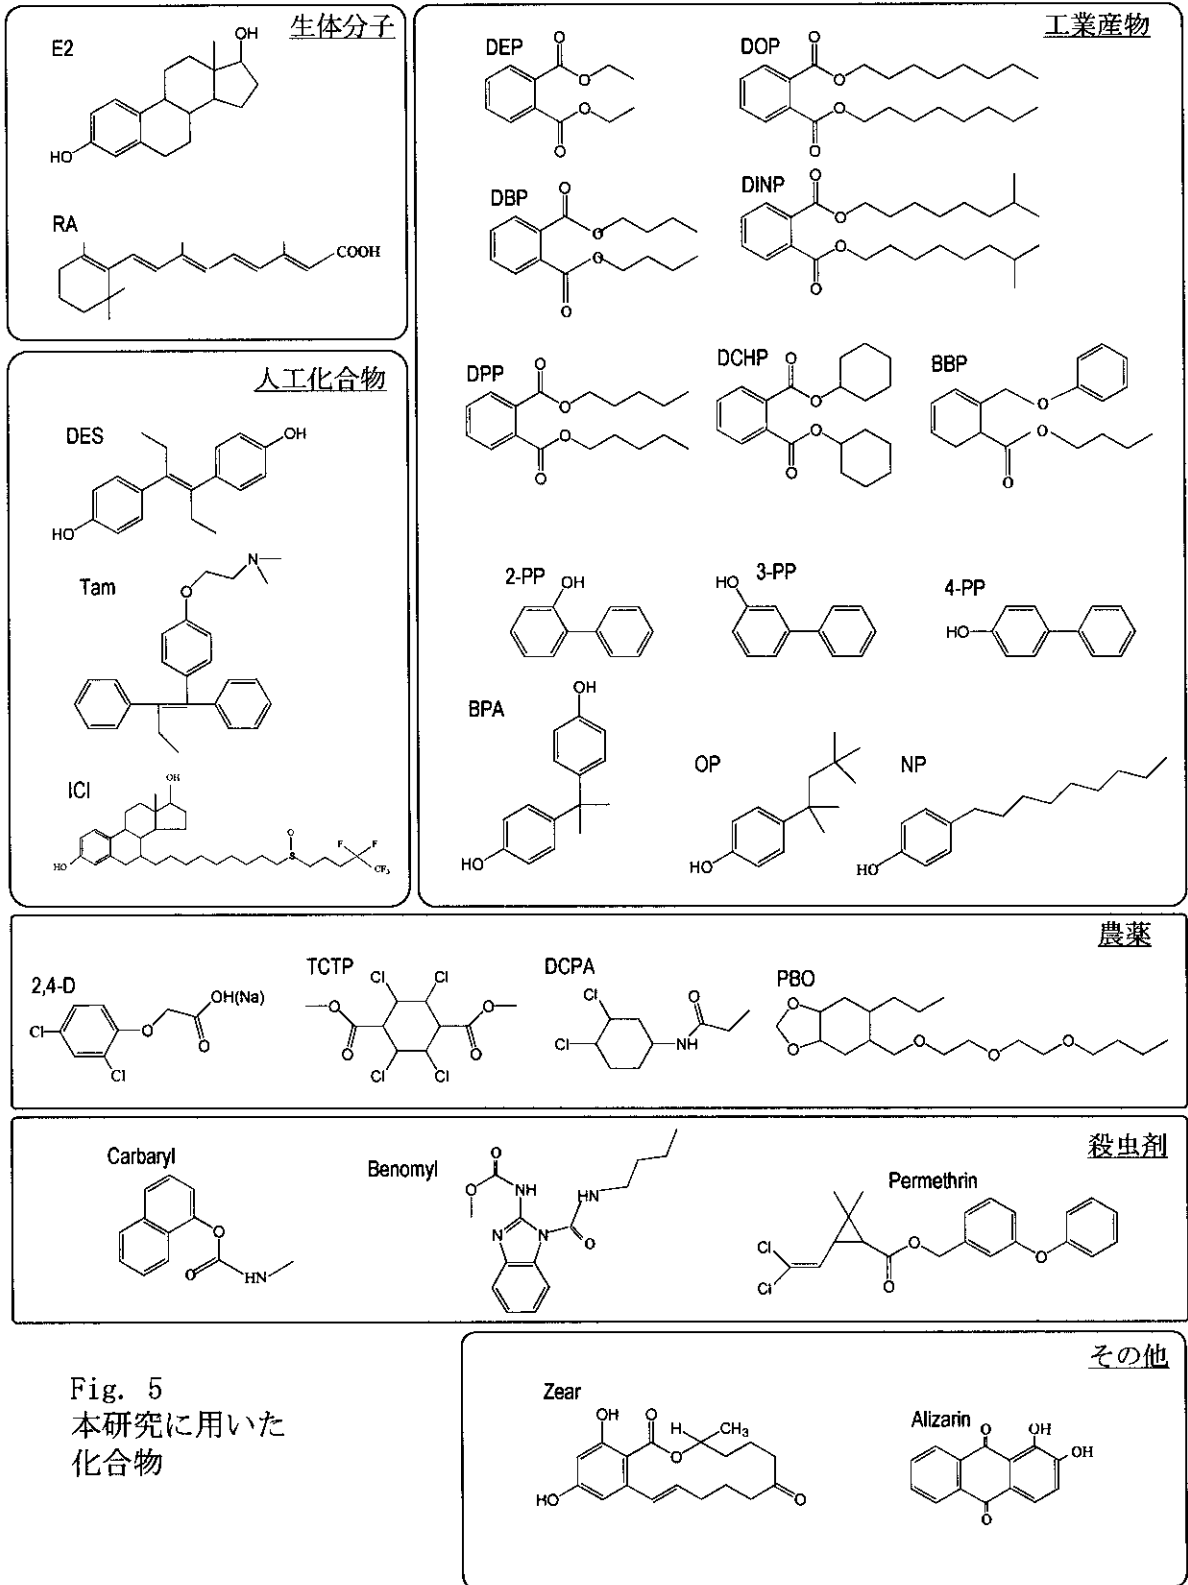 生体分子
E2
OH
HO
RA
COOH
工業産物
DEP
O
O
O
O
DOP
O
O
O
O
DBP
O
O
O
O
DINP
O
O
O
O
DPP
O
O
O
O
DCHP
O
O
O
O
BBP
O
O
O
人工化合物
DES
OH
HO
Tam
N
O
ICI
OH
HO
O
S
F
F
CF3
2-PP
OH
3-PP
HO
4-PP
HO
BPA
OH
HO
OP
HO
NP
HO
農薬
2,4-D
Cl
Cl
O
OH(Na)
O
TCTP
Cl
Cl
O
O
O
O
Cl
Cl
DCPA
Cl
Cl
O
NH
PBO
O
O
O
O
O
殺虫剤
Carbaryl
O
O
HN
Benomyl
O
O
NH
HN
N
N
O
Permethrin
Cl
Cl
O
O
O
その他
Zear
OH
O
H
CH3
O
HO
O
Alizarin
O
OH
OH
O
Fig. 5
本研究に用いた
化合物